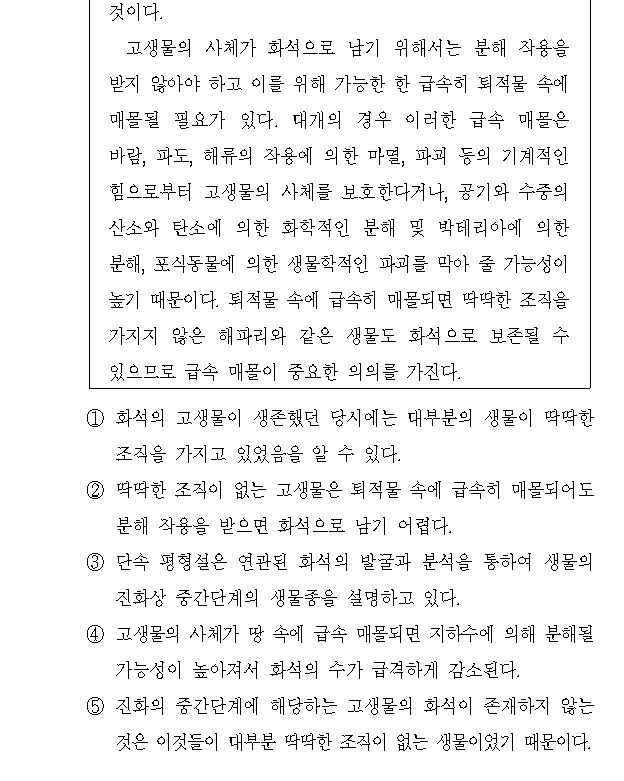 것이다.
고생물의 사체가 화석으로 남기 위해서는 분해 작용을
받지 않아야 하고 이를 위해 가능한 한 급속히 퇴적물 속에
매몰될 필요가 있다. 대개의 경우 이러한 급속 매몰은
바람, 파도, 해류의 작용에 의한 마멸, 파괴 등의 기계적인
힘으로부터 고생물의 사체를 보호한다거나, 공기와 수중의
산소와 탄소에 의한 화학적인 분해 및 박테리아에 의한
분해, 포식동물에 의한 생물학적인 파괴를 막아 줄 가능성이
높기 때문이다. 퇴적물 속에 급속히 매몰되면 딱딱한 조직을
가지지 않은 해파리와 같은 생물도 화석으로 보존될 수
있으므로 급속 매몰이 중요한 의의를 가진다.
① 화석의 고생물이 생존했던 당시에는 대부분의 생물이 딱딱한
조직을 가지고 있었음을 알 수 있다.
② 딱딱한 조직이 없는 고생물은 퇴적물 속에 급속히 매몰되어도
분해 작용을 받으면 화석으로 남기 어렵다.
③ 단속 평형설은 연관된 화석의 발굴과 분석을 통하여 생물의
진화상 중간단계의 생물종을 설명하고 있다.
④ 고생물의 사체가 땅 속에 급속 매몰되면 지하수에 의해 분해될
가능성이 높아져서 화석의 수가 급격하게 감소된다.
⑤ 진화의 중간단계에 해당하는 고생물의 화석이 존재하지 않는
것은 이것들이 대부분 딱딱한 조직이 없는 생물이었기 때문이다.